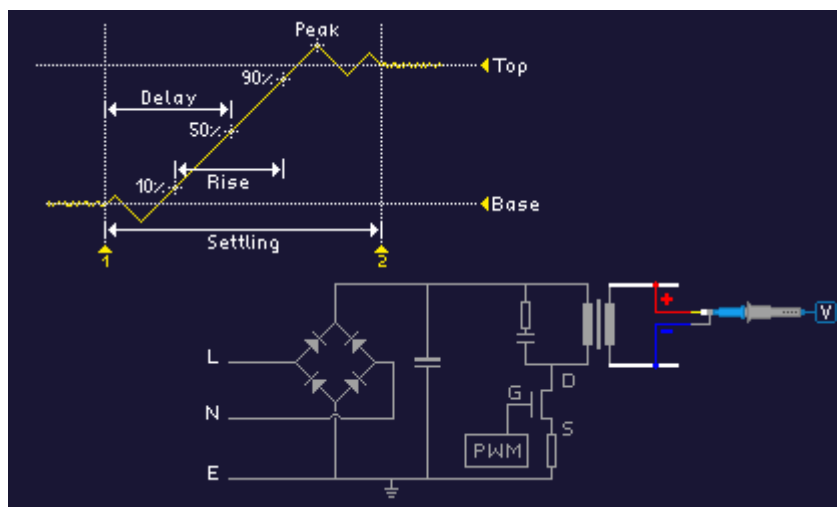 Peak
Top
90%
Delay
50%
10%
Rise
Base
Settling
1
2
+
-
V
L
D
G
N
S
PWM
E